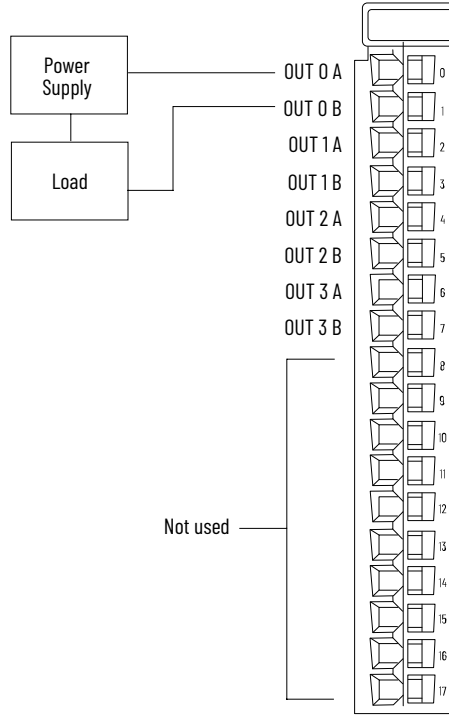 Power
Supply
Load
OUT 0 A
OUT 0 B
OUT 1 A
OUT 1 B
OUT 2 A
OUT 2 B
OUT 3 A
OUT 3 B
Not used
0
1
2
3
4
5
6
7
8
9
10
11
12
13
14
15
16
17